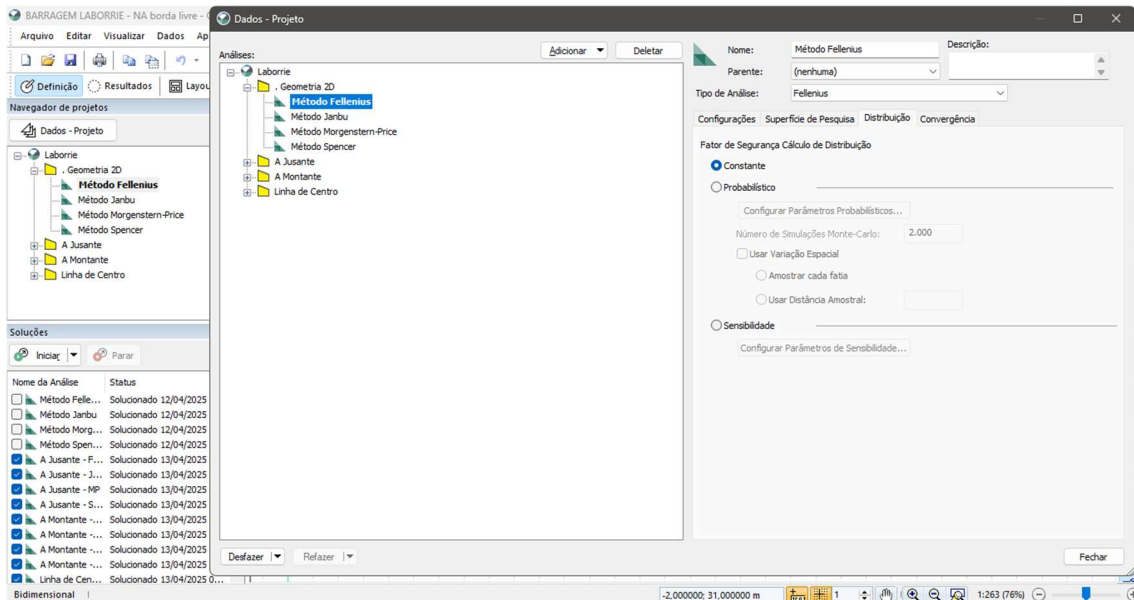 BARRAGEM LABORRIE - NA borda livre -
Arquivo Editar Visualizar Dados
Definição Resultados
Navegador de projetos
Dados - Projeto
Laborrie
. Geometria 2D
Método Fellenius
Método Janbu
Método Morgenstern-Price
Método Spencer
A Jusante
A Montante
Linha de Centro
Soluções
Iniciar Parar
Nome da Análise Status
Método Felle... Solucionado 12/04/2025
Método Janbu Solucionado 12/04/2025
Método Morg... Solucionado 12/04/2025
Método Spen... Solucionado 12/04/2025
A Jusante - F... Solucionado 13/04/2025
A Jusante - J... Solucionado 13/04/2025
A Jusante - MP Solucionado 13/04/2025
A Jusante - S... Solucionado 13/04/2025
A Montante -... Solucionado 13/04/2025
A Montante -... Solucionado 13/04/2025
A Montante -... Solucionado 13/04/2025
A Montante -... Solucionado 13/04/2025
Linha de Cen... Solucionado 13/04/2025 0...
Bidimensional
Dados - Projeto
Análises:
Adicionar Deletar
Laborrie
. Geometria 2D
Método Fellenius
Método Janbu
Método Morgenstern-Price
Método Spencer
A Jusante
A Montante
Linha de Centro
Desfazer Refazer
Nome: Método Fellenius Descrição:
Parente: (nenhuma)
Tipo de Análise: Fellenius
Configurações Superfície de Pesquisa Distribuição Convergência
Fator de Segurança Cálculo de Distribuição
Constante
Probabilístico
Configurar Parâmetros Probabilísticos...
Número de Simulações Monte-Carlo: 2.000
Usar Variação Espacial
Amostrar cada fatia
Usar Distância Amostral:
Sensibilidade
Configurar Parâmetros de Sensibilidade...
Fechar
-2,000000; 31,000000 m 1 1:263 (76%)